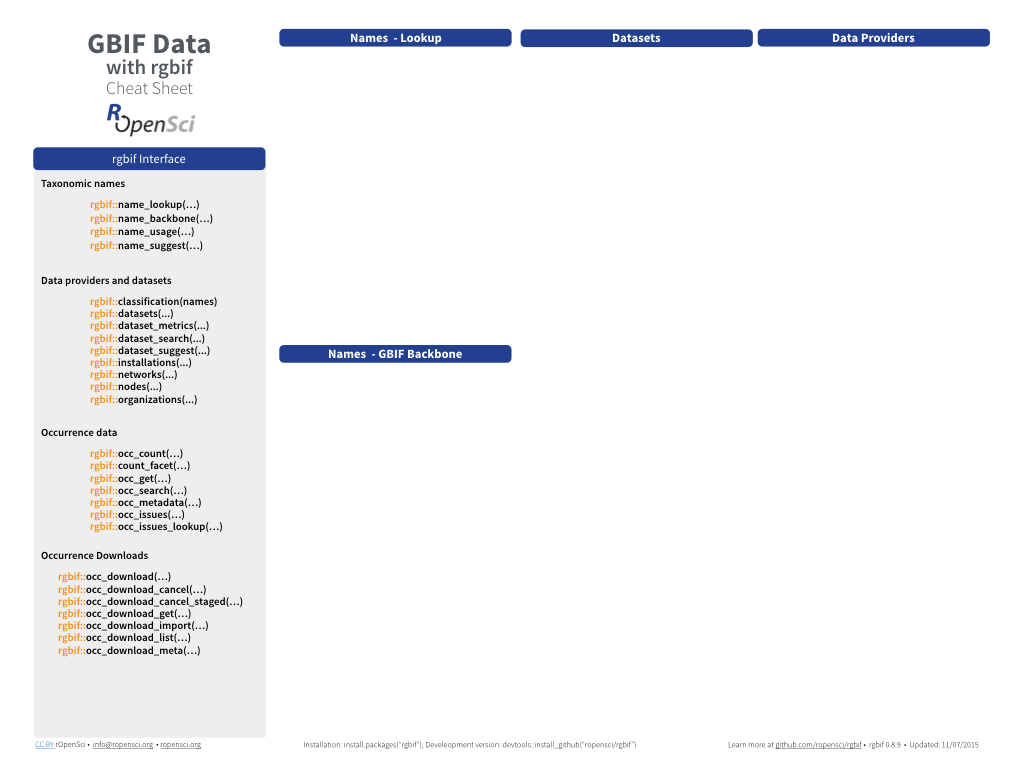 GBIF Data
with rgbif
Cheat Sheet
ROpenSci
rgbif Interface
Taxonomic names
rgbif::name_lookup(…)
rgbif::name_backbone(…)
rgbif::name_usage(…)
rgbif::name_suggest(…)
Data providers and datasets
rgbif::classification(names)
rgbif::datasets(...)
rgbif::dataset_metrics(...)
rgbif::dataset_search(...)
rgbif::dataset_suggest(...)
rgbif::installations(...)
rgbif::networks(...)
rgbif::nodes(...)
rgbif::organizations(...)
Occurrence data
rgbif::occ_count(…)
rgbif::count_facet(…)
rgbif::occ_get(…)
rgbif::occ_search(…)
rgbif::occ_metadata(…)
rgbif::occ_issues(…)
rgbif::occ_issues_lookup(…)
Occurrence Downloads
rgbif::occ_download(…)
rgbif::occ_download_cancel(…)
rgbif::occ_download_cancel_staged(…)
rgbif::occ_download_get(…)
rgbif::occ_download_import(…)
rgbif::occ_download_list(…)
rgbif::occ_download_meta(…)
Names - Lookup
Names - GBIF Backbone
Datasets
Data Providers
CC BY rOpenSci • info@ropensci.org • ropensci.org
Installation: install.packages("rgbif"); Develeopment version: devtools::install_github("ropensci/rgbif")
Learn more at github.com/ropensci/rgbif • rgbif 0.8.9 • Updated: 11/07/2015